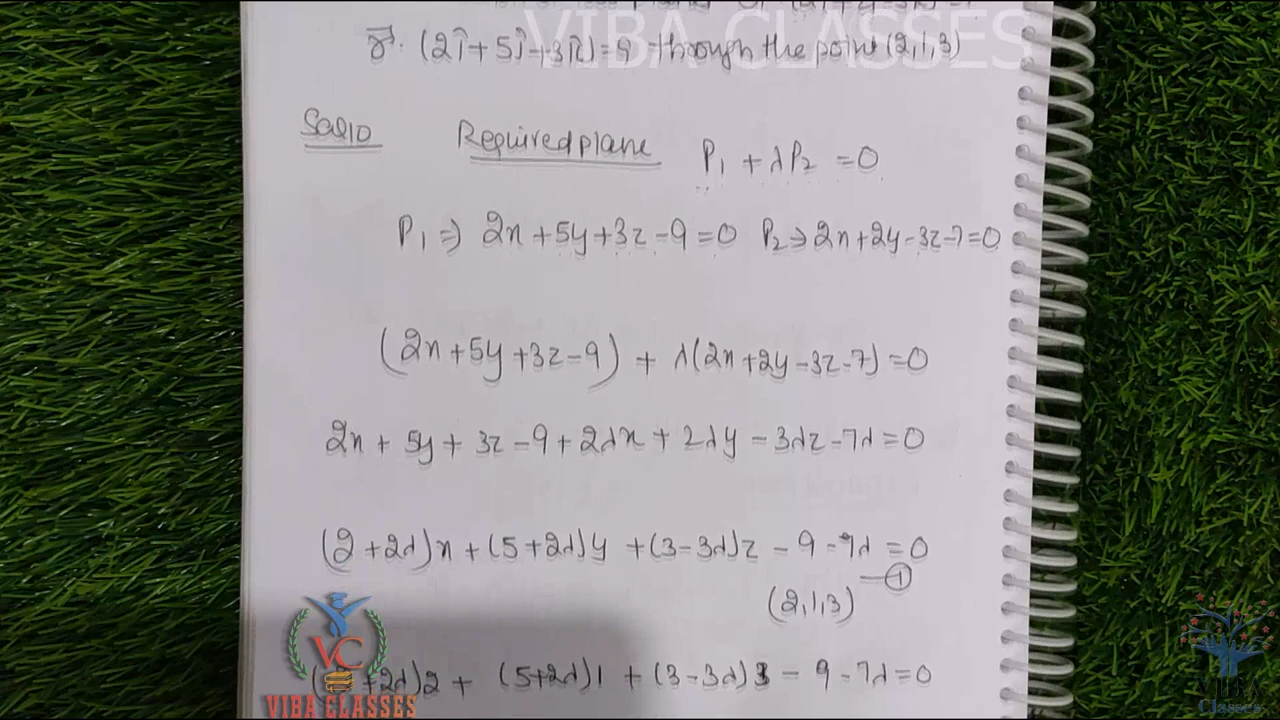 VIBA CLASSES
r⃗. (2î + 5ĵ + 3k̂) = 9 through the point (2,1,3)
Sol10 Required plane P₁ + λP₂ = 0
P₁ ⇒ 2x + 5y + 3z - 9 = 0 P₂ ⇒ 2x + 2y - 3z - 7 = 0
(2x + 5y + 3z - 9) + λ(2x + 2y - 3z - 7) = 0
2x + 5y + 3z - 9 + 2λx + 2λy - 3λz - 7λ = 0
(2 + 2λ)x + (5 + 2λ)y + (3 - 3λ)z - 9 - 7λ = 0
(2,1,3) —①
+ 2λ)2 + (5 + 2λ)1 + (3 - 3λ)3 - 9 - 7λ = 0
VC
VIBA CLASSES
VIBA
Classes